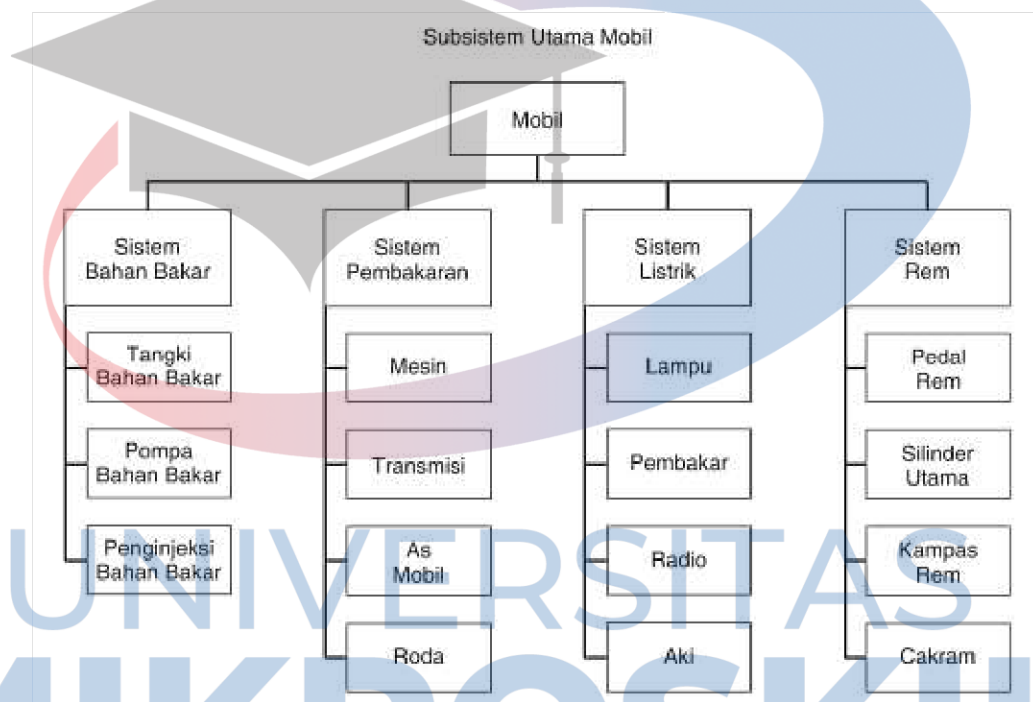 Subsistem Utama Mobil
Mobil
Sistem
Bahan Bakar
Tangki
Bahan Bakar
Pompa
Bahan Bakar
Penginjeksi
Bahan Bakar
Sistem
Pembakaran
Mesin
Transmisi
As
Mobil
Roda
Sistem
Listrik
Lampu
Pembakar
Radio
Aki
Sistem
Rem
Pedal
Rem
Silinder
Utama
Kampas
Rem
Cakram
UNIVERSITAS